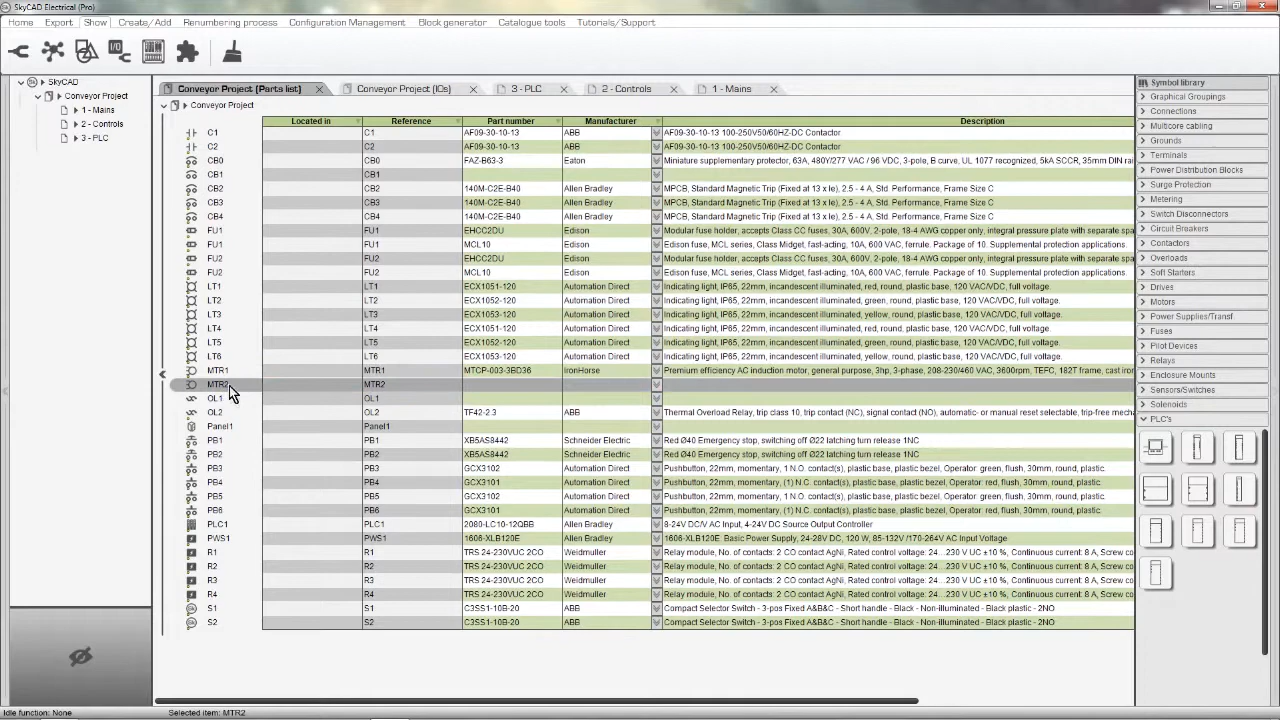 SkyCAD Electrical (Pro)
Home Export Show Create/Add Renumbering process Configuration Management Block generator Catalogue tools Tutorials/Support
SkyCAD
Conveyor Project
1 - Mains
2 - Controls
3 - PLC
Conveyor Project (Parts list) Conveyor Project (IOs) 3 - PLC 2 - Controls 1 - Mains
Conveyor Project
Located in Reference Part number Manufacturer Description
C1 C1 AF09-30-10-13 ABB AF09-30-10-13 100-250V50/60HZ-DC Contactor
C2 C2 AF09-30-10-13 ABB AF09-30-10-13 100-250V50/60HZ-DC Contactor
CB0 CB0 FAZ-B63-3 Eaton Miniature supplementary protector, 63A, 480Y/277 VAC / 96 VDC, 3-pole, B curve, UL 1077 recognized, 5kA SCCR, 35mm DIN rai
CB1 CB1
CB2 CB2 140M-C2E-B40 Allen Bradley MPCB, Standard Magnetic Trip (Fixed at 13 x Ie), 2.5 - 4 A, Std. Performance, Frame Size C
CB3 CB3 140M-C2E-B40 Allen Bradley MPCB, Standard Magnetic Trip (Fixed at 13 x Ie), 2.5 - 4 A, Std. Performance, Frame Size C
CB4 CB4 140M-C2E-B40 Allen Bradley MPCB, Standard Magnetic Trip (Fixed at 13 x Ie), 2.5 - 4 A, Std. Performance, Frame Size C
FU1 FU1 EHCC2DU Edison Modular fuse holder, accepts Class CC fuses, 30A, 600V, 2-pole, 18-4 AWG copper only, integral pressure plate with separate spa
FU1 FU1 MCL10 Edison Edison fuse, MCL series, Class Midget, fast-acting, 10A, 600 VAC, ferrule. Package of 10. Supplementary protection applications.
FU2 FU2 EHCC2DU Edison Modular fuse holder, accepts Class CC fuses, 30A, 600V, 2-pole, 18-4 AWG copper only, integral pressure plate with separate spa
FU2 FU2 MCL10 Edison Edison fuse, MCL series, Class Midget, fast-acting, 10A, 600 VAC, ferrule. Package of 10. Supplementary protection applications.
LT1 LT1 ECX1051-120 Automation Direct Indicating light, IP65, 22mm, incandescent illuminated, red, round, plastic base, 120 VAC/VDC, full voltage.
LT2 LT2 ECX1052-120 Automation Direct Indicating light, IP65, 22mm, incandescent illuminated, green, round, plastic base, 120 VAC/VDC, full voltage.
LT3 LT3 ECX1053-120 Automation Direct Indicating light, IP65, 22mm, incandescent illuminated, yellow, round, plastic base, 120 VAC/VDC, full voltage.
LT4 LT4 ECX1051-120 Automation Direct Indicating light, IP65, 22mm, incandescent illuminated, red, round, plastic base, 120 VAC/VDC, full voltage.
LT5 LT5 ECX1052-120 Automation Direct Indicating light, IP65, 22mm, incandescent illuminated, green, round, plastic base, 120 VAC/VDC, full voltage.
LT6 LT6 ECX1053-120 Automation Direct Indicating light, IP65, 22mm, incandescent illuminated, yellow, round, plastic base, 120 VAC/VDC, full voltage.
MTR1 MTR1 MTCP-003-3BD36 IronHorse Premium efficiency AC induction motor, general purpose, 3hp, 3-phase, 208-230/460 VAC, 3600rpm, TEFC, 182T frame, cast iron
MTR2 MTR2
OL1 OL1
OL2 OL2 TF42-2.3 ABB Thermal Overload Relay, trip class 10, trip contact (NC), signal contact (NO), automatic- or manual reset selectable, trip-free mecha
Panel1 Panel1
PB1 PB1 XB5AS8442 Schneider Electric Red Ø40 Emergency stop, switching off Ø22 latching turn release 1NC
PB2 PB2 XB5AS8442 Schneider Electric Red Ø40 Emergency stop, switching off Ø22 latching turn release 1NC
PB3 PB3 GCX3102 Automation Direct Pushbutton, 22mm, momentary, 1 N.O. contact(s), plastic base, plastic bezel, Operator: green, flush, 30mm, round, plastic.
PB4 PB4 GCX3101 Automation Direct Pushbutton, 22mm, momentary, (1) N.C. contact(s), plastic base, plastic bezel, Operator: red, flush, 30mm, round, plastic.
PB5 PB5 GCX3102 Automation Direct Pushbutton, 22mm, momentary, 1 N.O. contact(s), plastic base, plastic bezel, Operator: green, flush, 30mm, round, plastic.
PB6 PB6 GCX3101 Automation Direct Pushbutton, 22mm, momentary, (1) N.C. contact(s), plastic base, plastic bezel, Operator: red, flush, 30mm, round, plastic.
PLC1 PLC1 2080-LC10-12QBB Allen Bradley 8-24V DC/V AC Input, 4-24V DC Source Output Controller
PWS1 PWS1 1606-XLB120E Allen Bradley 1606-XLB120E: Basic Power Supply, 24-28V DC, 120 W, 85-132V /170-264V AC Input Voltage
R1 R1 TRS 24-230VUC 2CO Weidmuller Relay module, No. of contacts: 2 CO contact AgNi, Rated control voltage: 24...230 V UC ±10 %, Continuous current: 8 A, Screw co
R2 R2 TRS 24-230VUC 2CO Weidmuller Relay module, No. of contacts: 2 CO contact AgNi, Rated control voltage: 24...230 V UC ±10 %, Continuous current: 8 A, Screw co
R3 R3 TRS 24-230VUC 2CO Weidmuller Relay module, No. of contacts: 2 CO contact AgNi, Rated control voltage: 24...230 V UC ±10 %, Continuous current: 8 A, Screw co
R4 R4 TRS 24-230VUC 2CO Weidmuller Relay module, No. of contacts: 2 CO contact AgNi, Rated control voltage: 24...230 V UC ±10 %, Continuous current: 8 A, Screw co
S1 S1 C3SS1-10B-20 ABB Compact Selector Switch - 3-pos Fixed A&B&C - Short handle - Black - Non-illuminated - Black plastic - 2NO
S2 S2 C3SS1-10B-20 ABB Compact Selector Switch - 3-pos Fixed A&B&C - Short handle - Black - Non-illuminated - Black plastic - 2NO
Symbol library
Graphical Groupings
Connections
Multicore cabling
Grounds
Terminals
Power Distribution Blocks
Surge Protection
Metering
Switch Disconnectors
Circuit Breakers
Contactors
Overloads
Soft Starters
Drives
Motors
Power Supplies/Transf.
Fuses
Pilot Devices
Relays
Enclosure Mounts
Sensors/Switches
Solenoids
PLC's
Idle function: None Selected item: MTR2